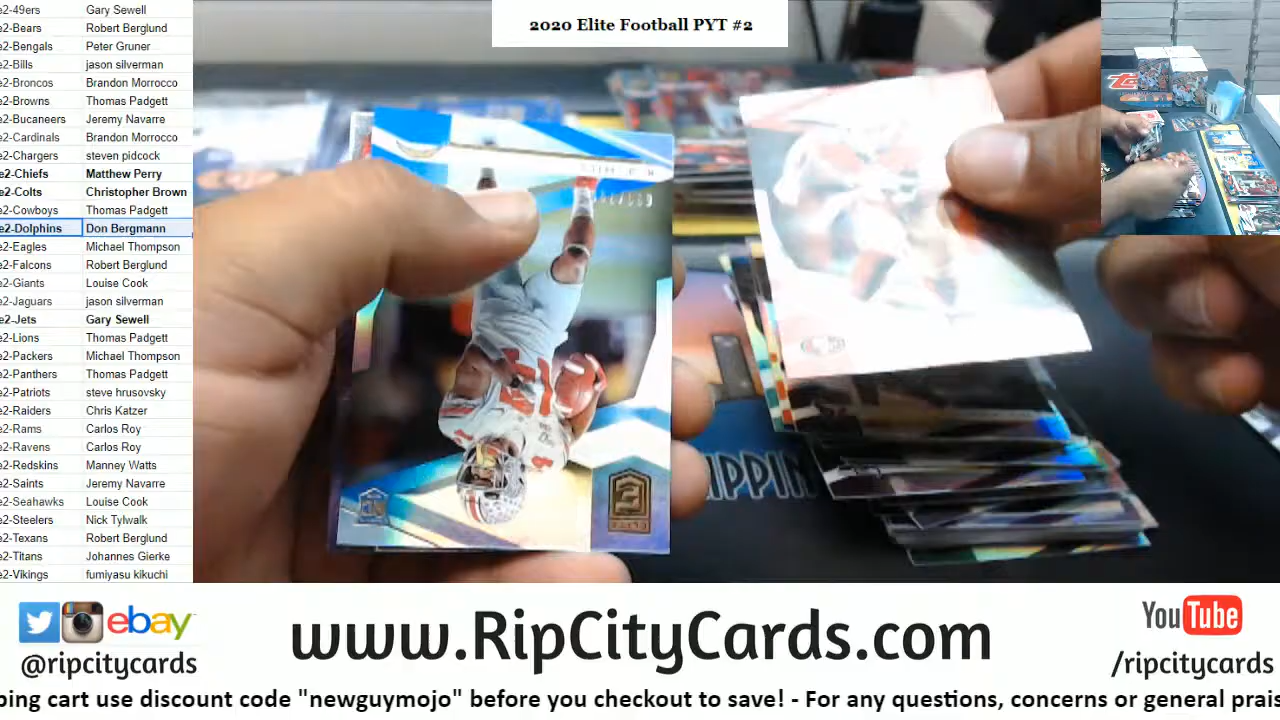 2020 Elite Football PYT #2
e2-49ers Gary Sewell
e2-Bears Robert Berglund
e2-Bengals Peter Gruner
e2-Bills jason silverman
e2-Broncos Brandon Morrocco
e2-Browns Thomas Padgett
e2-Bucaneers Jeremy Navarre
e2-Cardinals Brandon Morrocco
e2-Chargers steven pidcock
e2-Chiefs Matthew Perry
e2-Colts Christopher Brown
e2-Cowboys Thomas Padgett
e2-Dolphins Don Bergmann
e2-Eagles Michael Thompson
e2-Falcons Robert Berglund
e2-Giants Louise Cook
e2-Jaguars jason silverman
e2-Jets Gary Sewell
e2-Lions Thomas Padgett
e2-Packers Michael Thompson
e2-Panthers Thomas Padgett
e2-Patriots steve hrusovsky
e2-Raiders Chris Katzer
e2-Rams Carlos Roy
e2-Ravens Carlos Roy
e2-Redskins Manney Watts
e2-Saints Jeremy Navarre
e2-Seahawks Louise Cook
e2-Steelers Nick Tylwalk
e2-Texans Robert Berglund
e2-Titans Johannes Gierke
e2-Vikings fumiyasu kikuchi
IPPIN
ELITE
ebay
@ripcitycards
www.RipCityCards.com
YouTube
/ripcitycards
ping cart use discount code "newguymojo" before you checkout to save! - For any questions, concerns or general prais